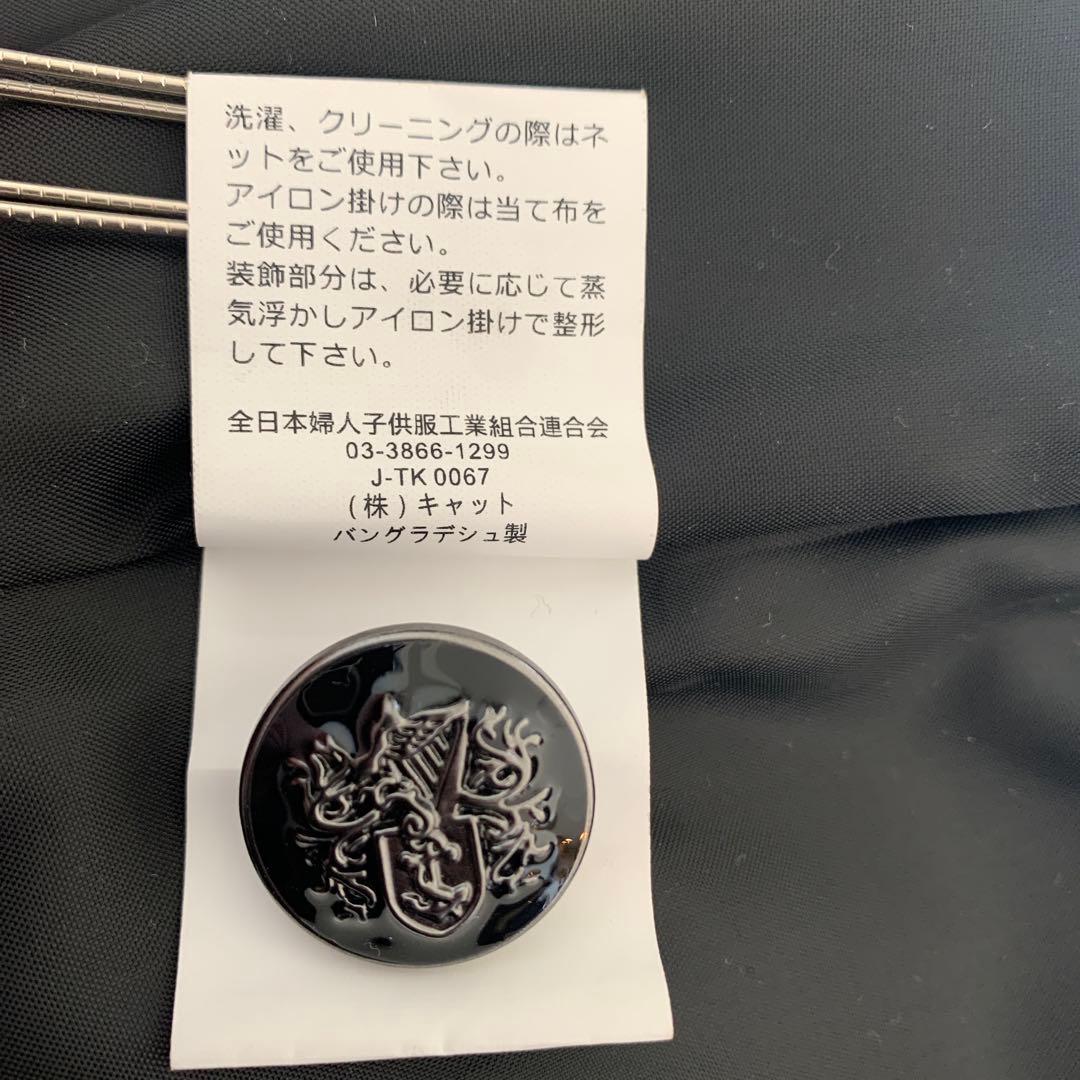 洗濯、クリーニングの際はネ
ットをご使用下さい。
アイロン掛けの際は当て布を
ご使用ください。
装飾部分は、必要に応じて蒸
気浮かしアイロン掛けで整形
して下さい。
全日本婦人子供服工業組合連合会
03-3866-1299
J-TK 0067
(株)キャット
バングラデシュ製